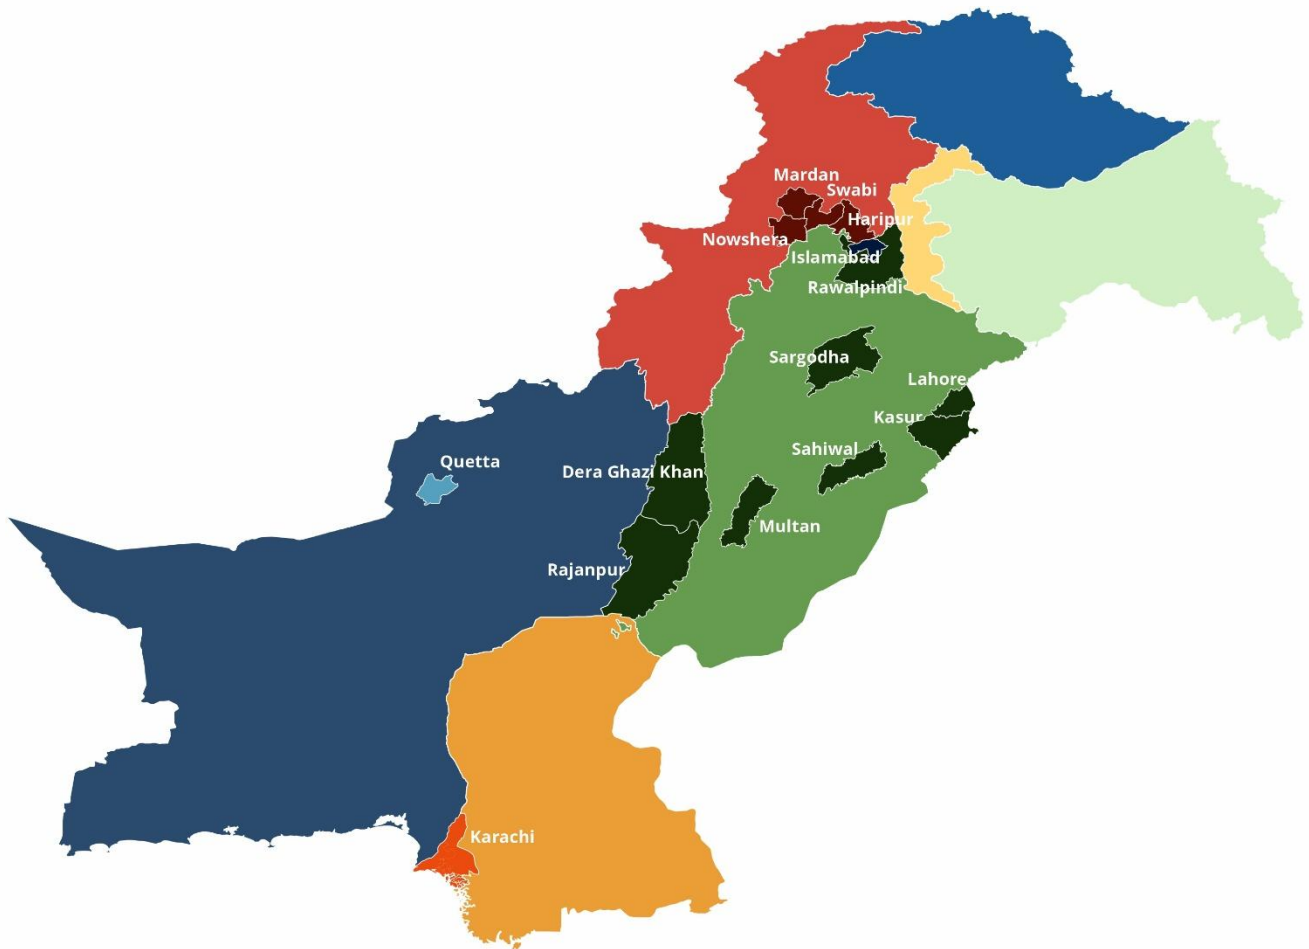 Mardan
Swabi
Haripur
Nowshera
Islamabad
Rawalpindi
Sargodha
Lahore
Kasur
Sahiwal
Quetta
Dera Ghazi Khan
Multan
Rajanpur
Karachi